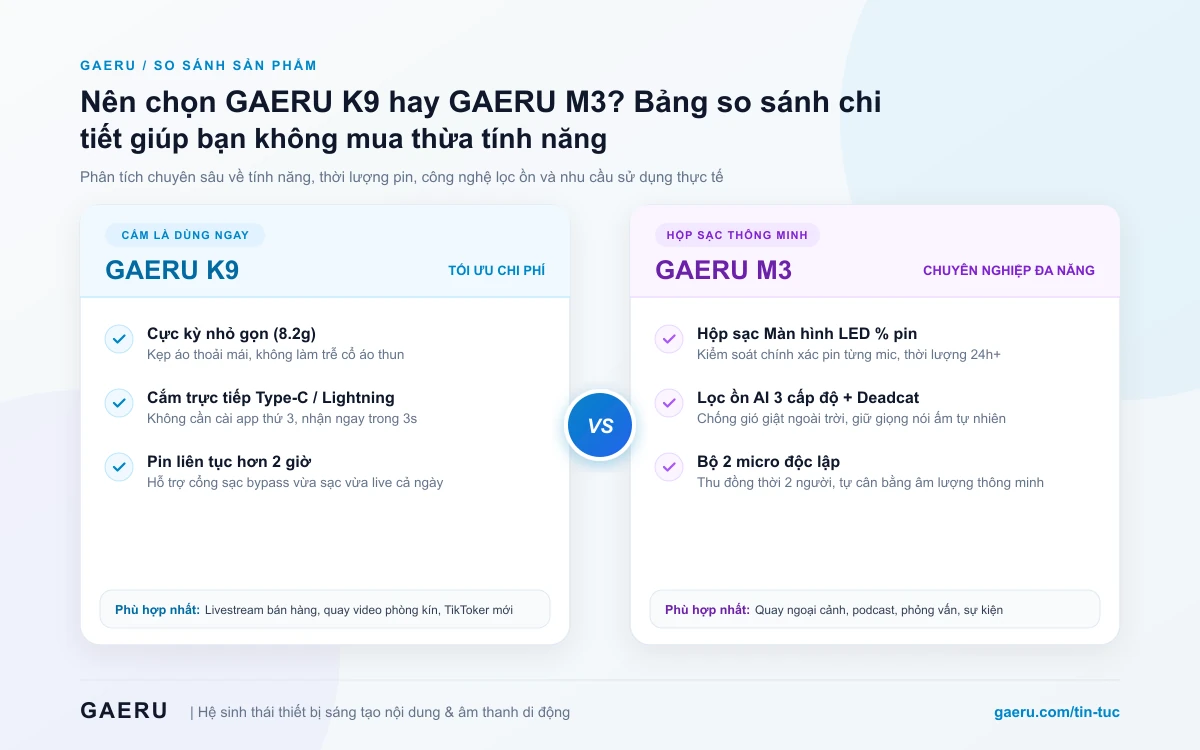 GAERU / SO SÁNH SẢN PHẨM
Nên chọn GAERU K9 hay GAERU M3? Bảng so sánh chi
tiết giúp bạn không mua thừa tính năng
Phân tích chuyên sâu về tính năng, thời lượng pin, công nghệ lọc ồn và nhu cầu sử dụng thực tế
CẮM LÀ DÙNG NGAY
GAERU K9
TỐI ƯU CHI PHÍ
Cực kỳ nhỏ gọn (8.2g)
Kẹp áo thoải mái, không làm trễ cổ áo thun
Cắm trực tiếp Type-C / Lightning
Không cần cài app thứ 3, nhận ngay trong 3s
Pin liên tục hơn 2 giờ
Hỗ trợ cổng sạc bypass vừa sạc vừa live cả ngày
Phù hợp nhất: Livestream bán hàng, quay video phòng kín, TikToker mới
VS
HỘP SẠC THÔNG MINH
GAERU M3
CHUYÊN NGHIỆP ĐA NĂNG
Hộp sạc Màn hình LED % pin
Kiểm soát chính xác pin từng mic, thời lượng 24h+
Lọc ồn AI 3 cấp độ + Deadcat
Chống gió giật ngoài trời, giữ giọng nói ấm tự nhiên
Bộ 2 micro độc lập
Thu đồng thời 2 người, tự cân bằng âm lượng thông minh
Phù hợp nhất: Quay ngoại cảnh, podcast, phỏng vấn, sự kiện
GAERU | Hệ sinh thái thiết bị sáng tạo nội dung & âm thanh di động
gaeru.com/tin-tuc